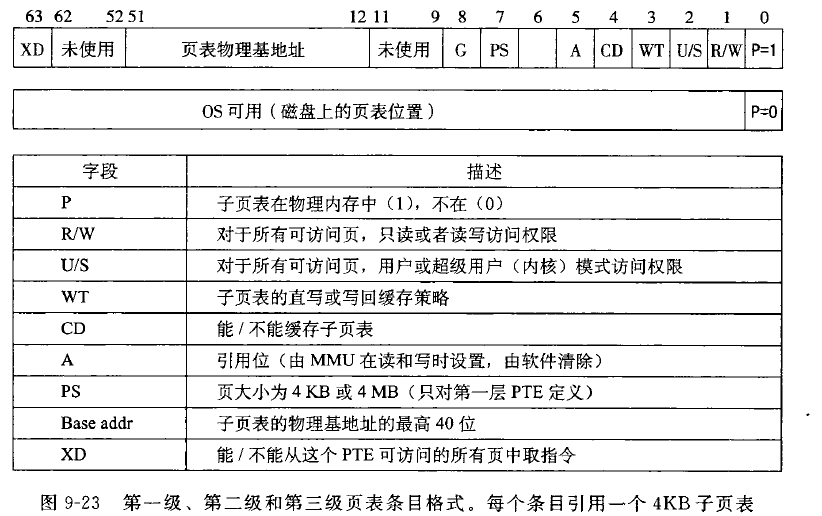 63 62 52 51 12 11 9 8 7 6 5 4 3 2 1 0
XD 未使用 页表物理基地址 未使用 G PS A CD WT U/S R/W P=1
OS 可用（磁盘上的页表位置） P=0
字段 描述
P 子页表在物理内存中（1），不在（0）
R/W 对于所有可访问页，只读或者读写访问权限
U/S 对于所有可访问页，用户或超级用户（内核）模式访问权限
WT 子页表的直写或写回缓存策略
CD 能 / 不能缓存子页表
A 引用位（由 MMU 在读和写时设置，由软件清除）
PS 页大小为 4 KB 或 4 MB（只对第一层 PTE 定义）
Base addr 子页表的物理基地址的最高 40 位
XD 能 / 不能从这个 PTE 可访问的所有页中取指令
图 9-23 第一级、第二级和第三级页表条目格式。每个条目引用一个 4KB 子页表